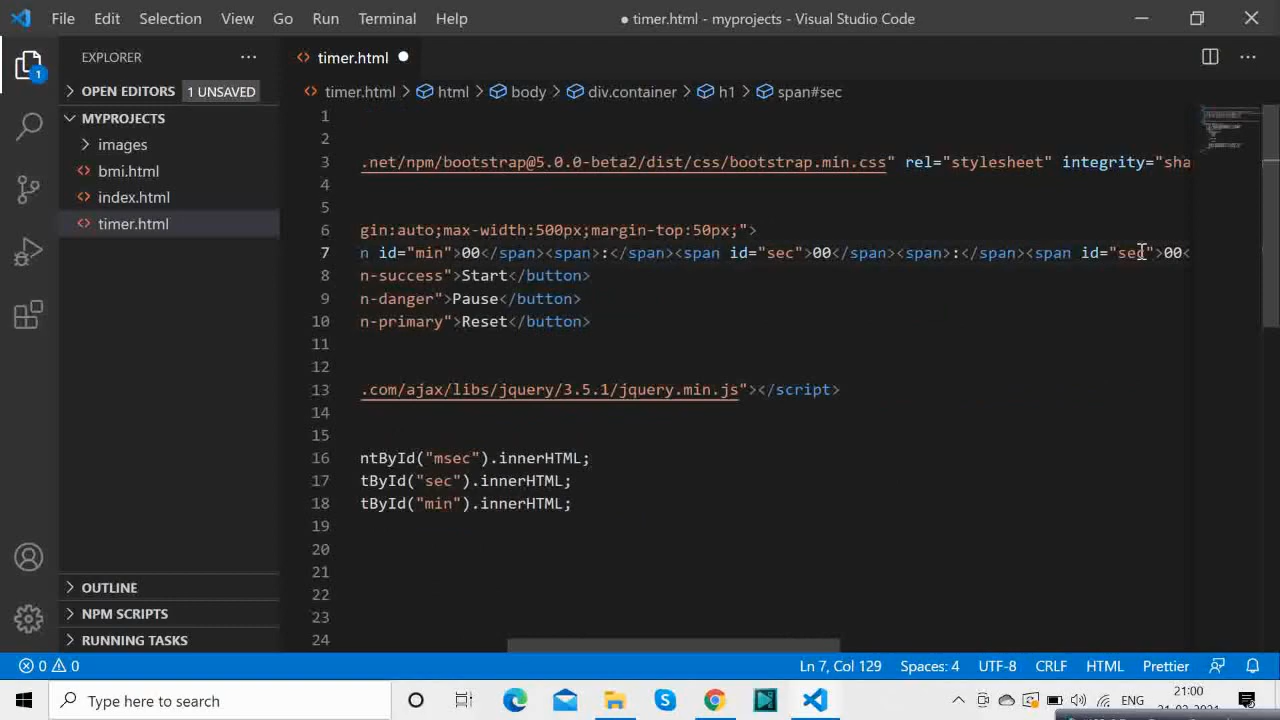 File Edit Selection View Go Run Terminal Help
● timer.html - myprojects - Visual Studio Code
EXPLORER
OPEN EDITORS 1 UNSAVED
MYPROJECTS
images
bmi.html
index.html
timer.html
OUTLINE
NPM SCRIPTS
RUNNING TASKS
1
timer.html
timer.html > html > body > div.container > h1 > span#sec
1
2
3 .net/npm/bootstrap@5.0.0-beta2/dist/css/bootstrap.min.css" rel="stylesheet" integrity="sha
4
5
6 gin:auto;max-width:500px;margin-top:50px;">
7 n id="min">00</span><span>:</span><span id="sec">00</span><span>:</span><span id="sec">00<
8 n-success">Start</button>
9 n-danger">Pause</button>
10 n-primary">Reset</button>
11
12
13 .com/ajax/libs/jquery/3.5.1/jquery.min.js"></script>
14
15
16 ntById("msec").innerHTML;
17 tById("sec").innerHTML;
18 tById("min").innerHTML;
19
20
21
22
23
24
0 0 Ln 7, Col 129 Spaces: 4 UTF-8 CRLF HTML Prettier
Type here to search
ENG
21:00